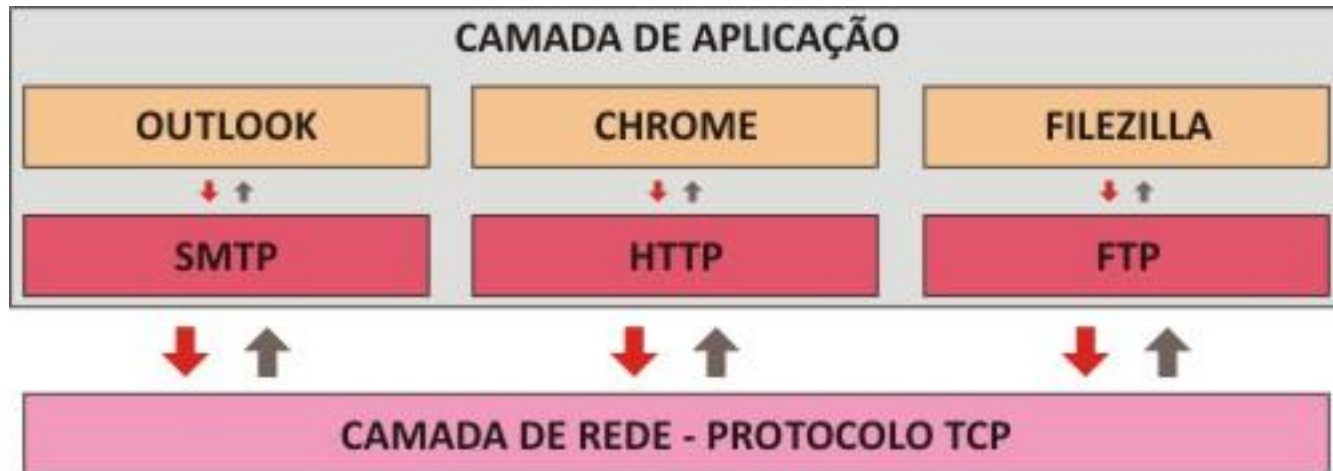 CAMADA DE APLICAÇÃO
OUTLOOK
CHROME
FILEZILLA
SMTP
HTTP
FTP
CAMADA DE REDE - PROTOCOLO TCP